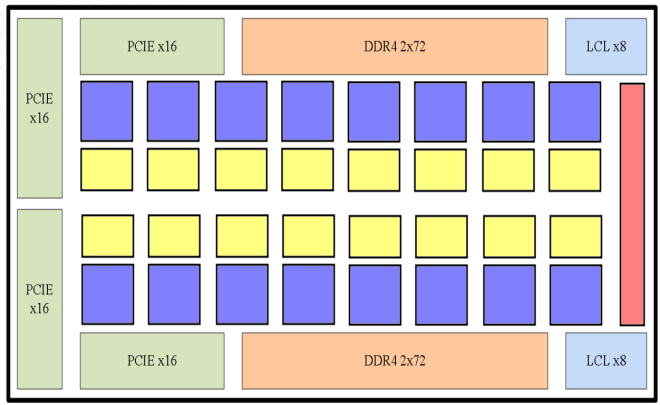 PCIE x16
DDR4 2x72
LCL x8
PCIE
x16
PCIE
x16
PCIE x16
DDR4 2x72
LCL x8